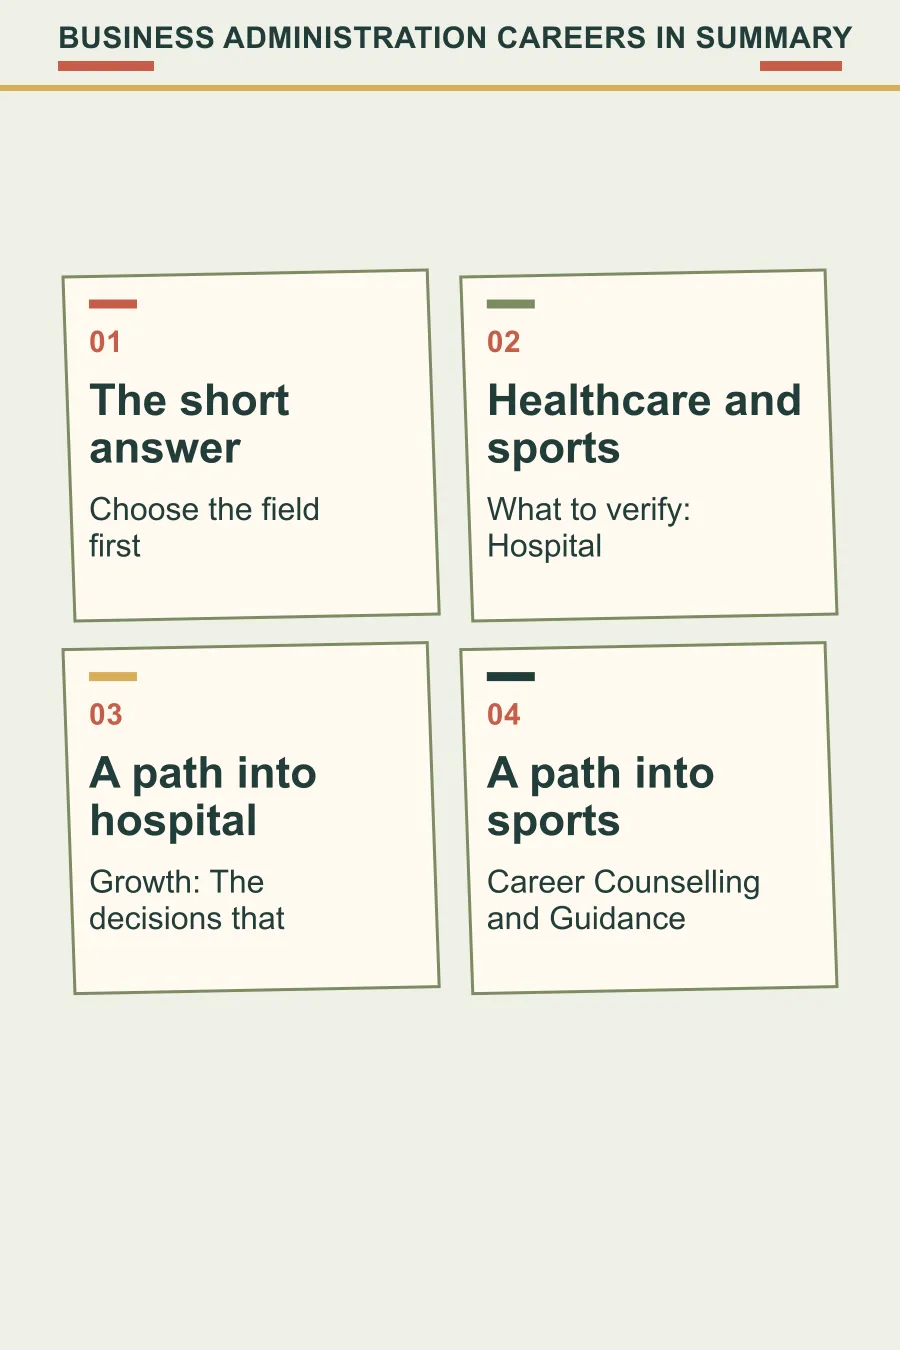 BUSINESS ADMINISTRATION CAREERS IN SUMMARY
01
The short
answer
Choose the field
first
02
Healthcare and
sports
What to verify:
Hospital
03
A path into
hospital
Growth: The
decisions that
04
A path into
sports
Career Counselling
and Guidance